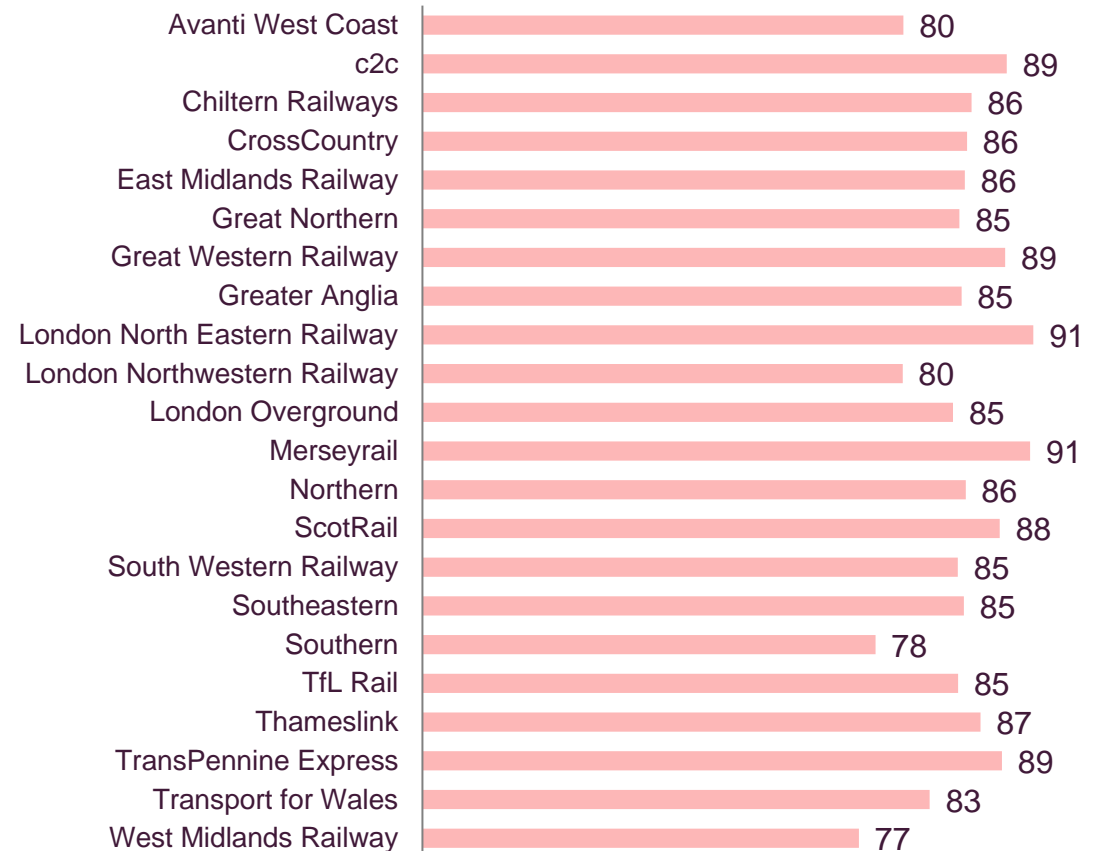 Avanti West Coast 80
c2c 89
Chiltern Railways 86
CrossCountry 86
East Midlands Railway 86
Great Northern 85
Great Western Railway 89
Greater Anglia 85
London North Eastern Railway 91
London Northwestern Railway 80
London Overground 85
Merseyrail 91
Northern 86
ScotRail 88
South Western Railway 85
Southeastern 85
Southern 78
TfL Rail 85
Thameslink 87
TransPennine Express 89
Transport for Wales 83
West Midlands Railway 77